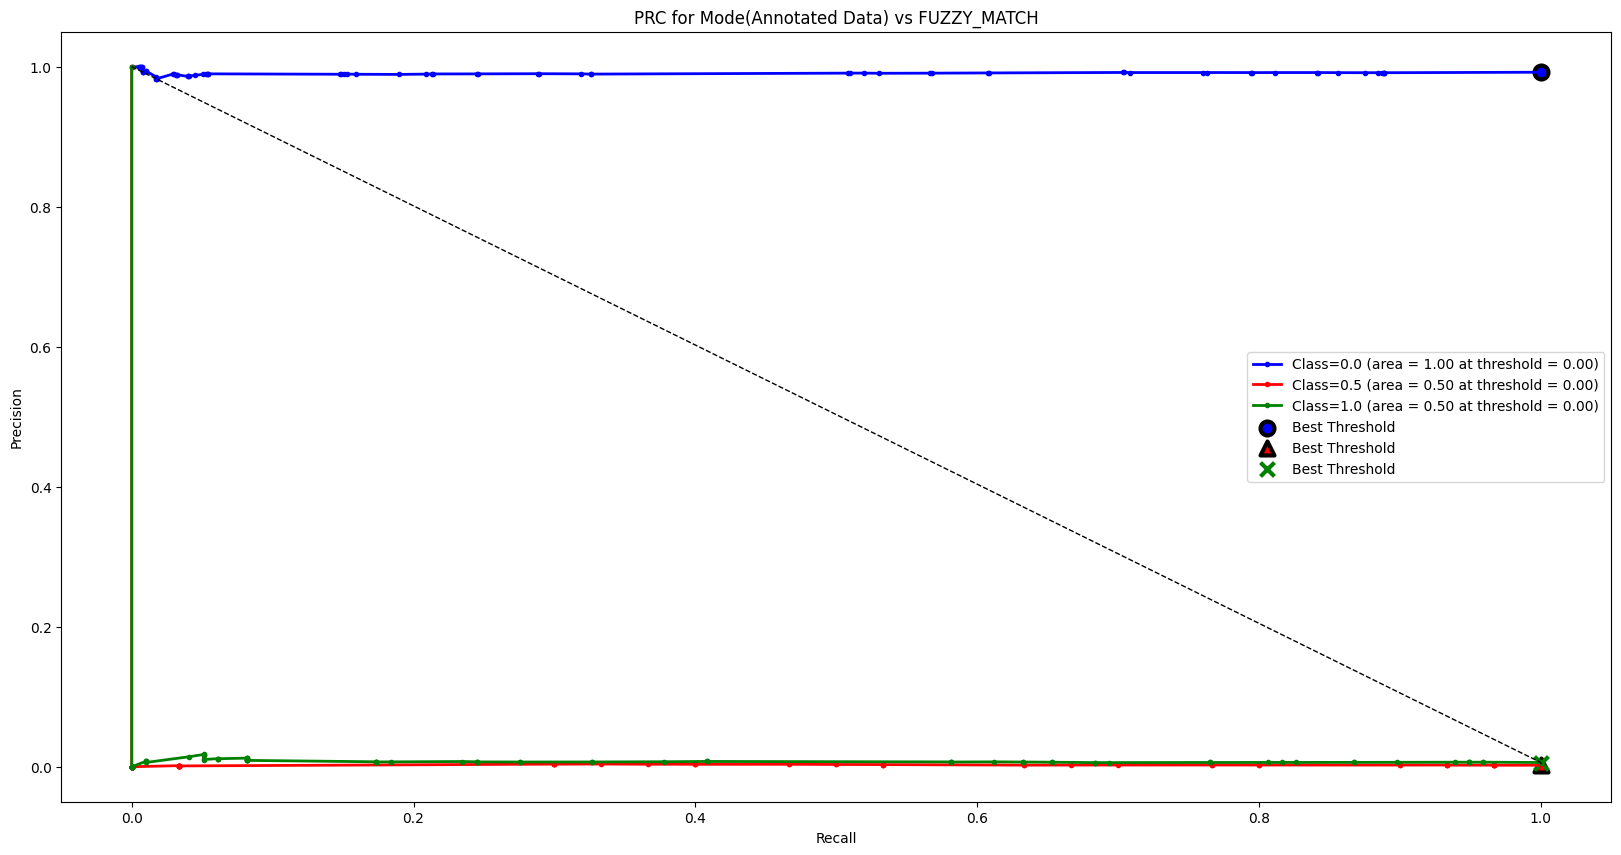 PRC for Mode(Annotated Data) vs FUZZY_MATCH
Precision
1.0
0.8
0.6
0.4
0.2
0.0
Class=0.0 (area = 1.00 at threshold = 0.00)
Class=0.5 (area = 0.50 at threshold = 0.00)
Class=1.0 (area = 0.50 at threshold = 0.00)
Best Threshold
Best Threshold
Best Threshold
0.0 0.2 0.4 0.6 0.8 1.0
Recall